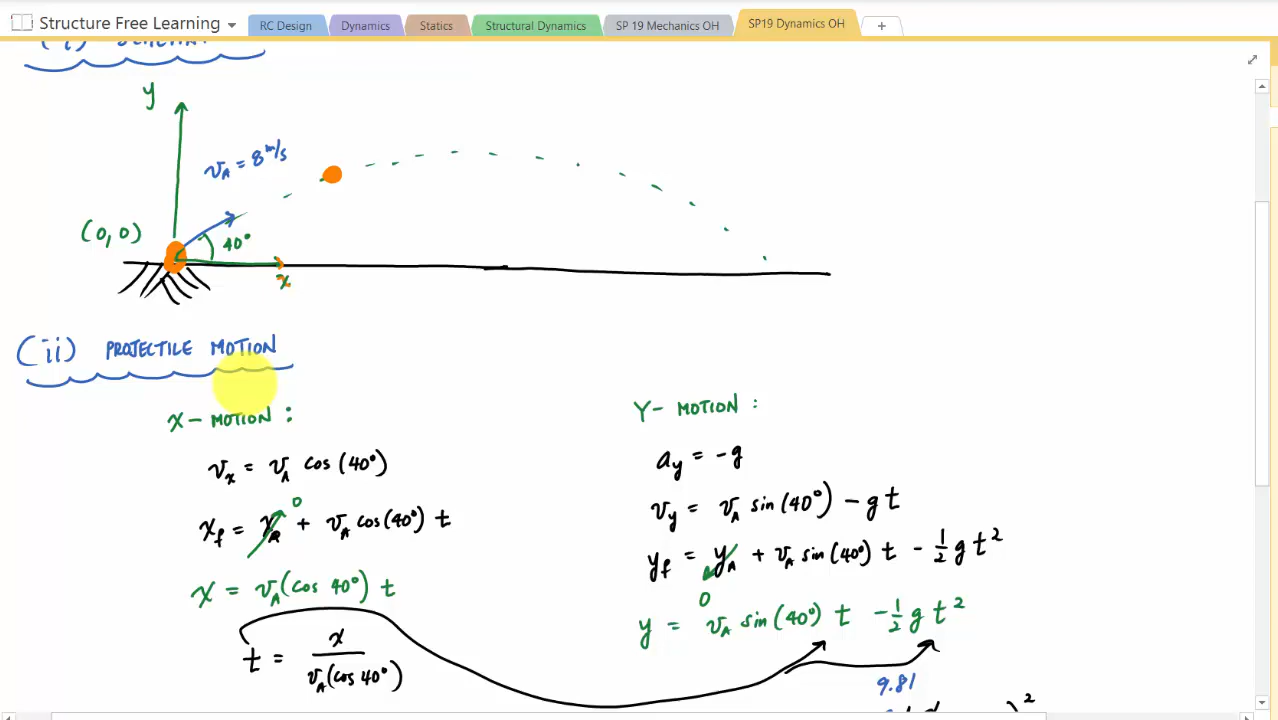 Structure Free Learning
RC Design
Dynamics
Statics
Structural Dynamics
SP 19 Mechanics OH
SP19 Dynamics OH
+
y
v_A = 8 m/s
(0,0)
40°
x
(ii) PROJECTILE MOTION
X- MOTION :
v_x = v_A cos (40°)
x_f = x_A + v_A cos(40°) t
0
x = v_A(cos 40°) t
t = x / v_A(cos 40°)
Y- MOTION :
a_y = -g
v_y = v_A sin(40°) - g t
y_f = y_A + v_A sin(40°) t - 1/2 g t²
0
y = v_A sin(40°) t - 1/2 g t²
9.81
)²